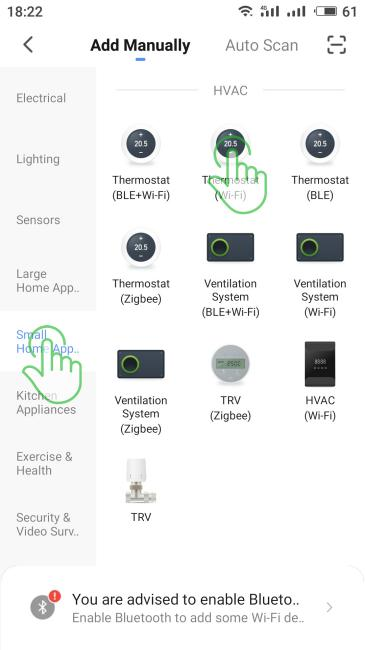 18:22
4G
61
Add Manually
Auto Scan
Electrical
Lighting
Sensors
Large
Home App..
Small
Home App..
Kitchen
Appliances
Exercise &
Health
Security &
Video Surv..
HVAC
20.5
Thermostat
(BLE+Wi-Fi)
20.5
Thermostat
(Wi-Fi)
20.5
Thermostat
(BLE)
20.5
Thermostat
(Zigbee)
Ventilation
System
(BLE+Wi-Fi)
Ventilation
System
(Wi-Fi)
Ventilation
System
(Zigbee)
TRV
(Zigbee)
HVAC
(Wi-Fi)
TRV
You are advised to enable Blueto..
Enable Bluetooth to add some Wi-Fi de..